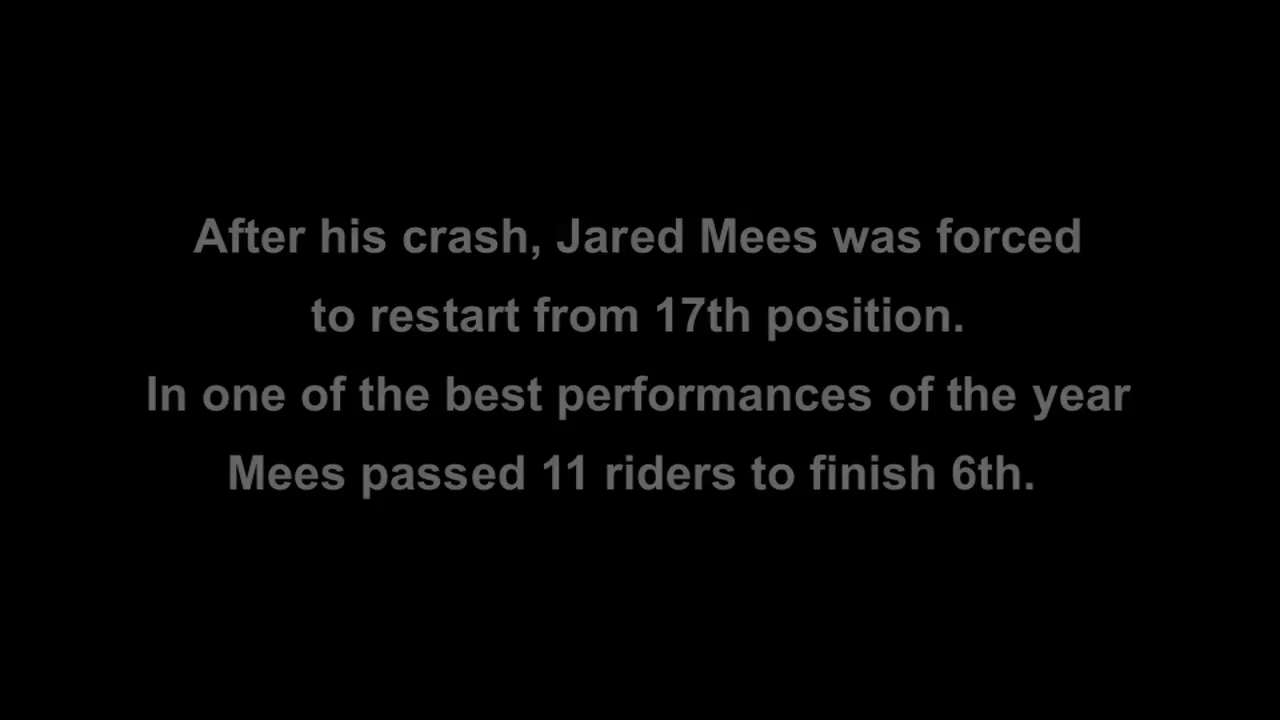 After his crash, Jared Mees was forced
to restart from 17th position.
In one of the best performances of the year
Mees passed 11 riders to finish 6th.